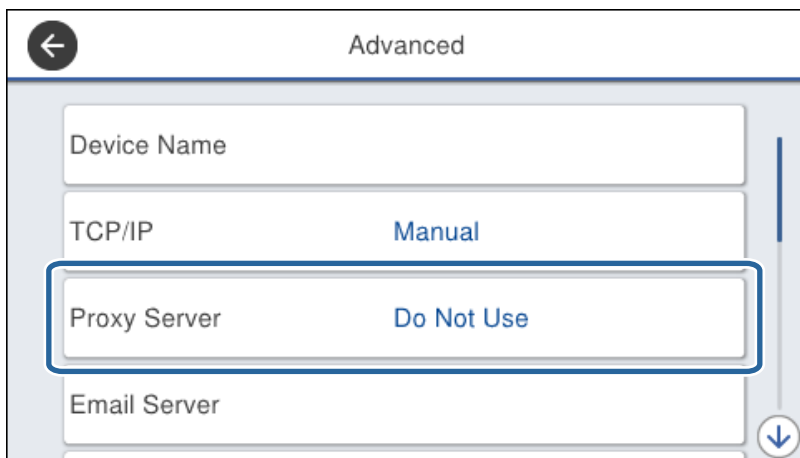 Advanced
Device Name
TCP/IP Manual
Proxy Server Do Not Use
Email Server